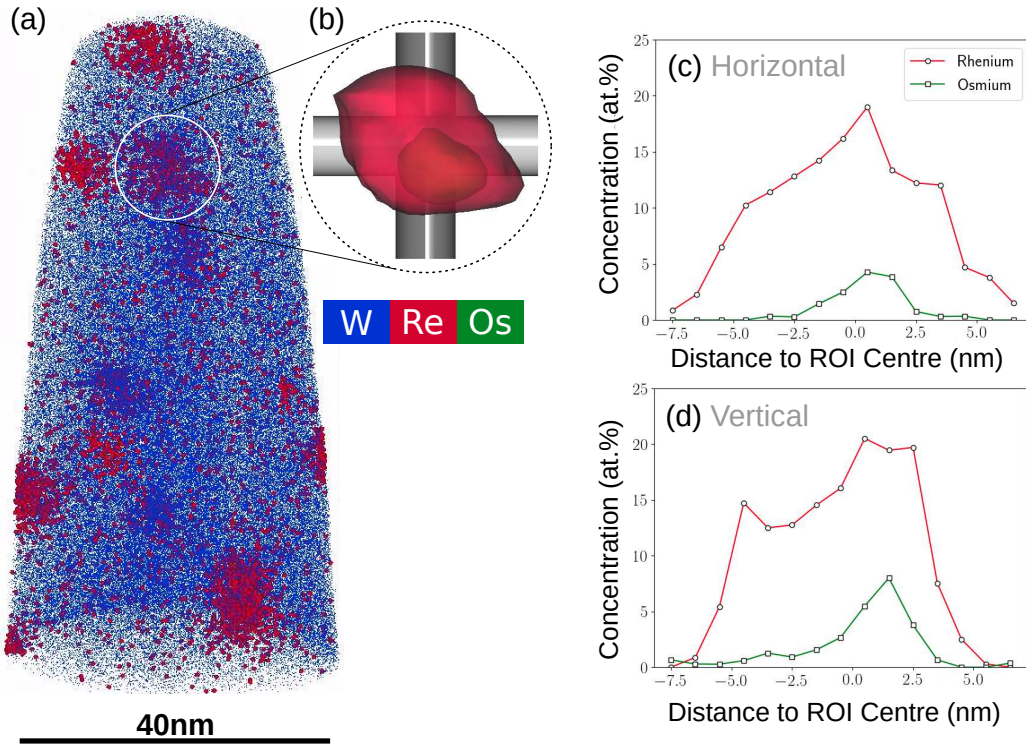 (a)
(b)
W Re Os
40nm
(c) Horizontal
Rhenium
Osmium
Concentration (at.%)
25
20
15
10
5
0
−7.5 −5.0 −2.5 0.0 2.5 5.0
Distance to ROI Centre (nm)
(d) Vertical
Concentration (at.%)
25
20
15
10
5
0
−7.5 −5.0 −2.5 0.0 2.5 5.0
Distance to ROI Centre (nm)